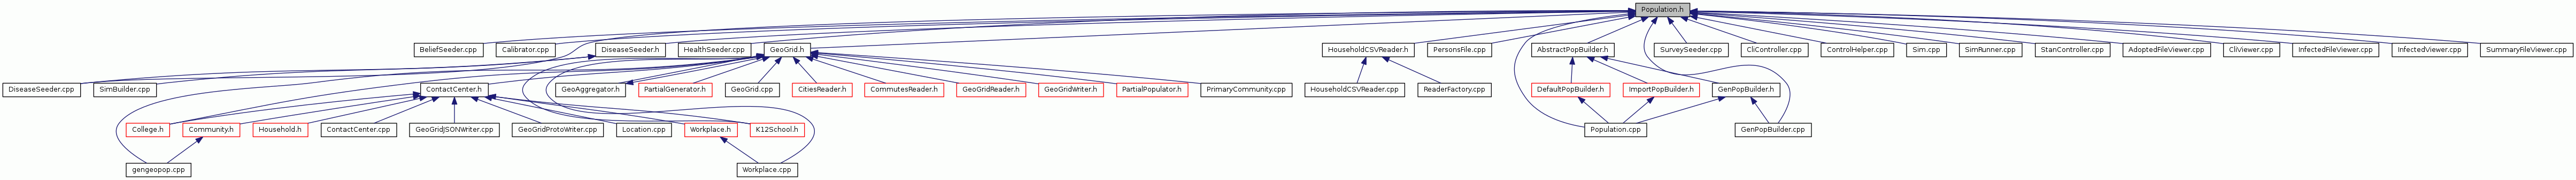 Population.h
BeliefSeeder.cpp
Calibrator.cpp
DiseaseSeeder.h
HealthSeeder.cpp
GeoGrid.h
HouseholdCSVReader.h
PersonsFile.cpp
AbstractPopBuilder.h
SurveySeeder.cpp
CliController.cpp
ControlHelper.cpp
Sim.cpp
SimRunner.cpp
StanController.cpp
AdoptedFileViewer.cpp
CliViewer.cpp
InfectedFileViewer.cpp
InfectedViewer.cpp
SummaryFileViewer.cpp
DiseaseSeeder.cpp
SimBuilder.cpp
ContactCenter.h
GeoAggregator.h
PartialGenerator.h
GeoGrid.cpp
CitiesReader.h
CommutesReader.h
GeoGridReader.h
GeoGridWriter.h
PartialPopulator.h
PrimaryCommunity.cpp
HouseholdCSVReader.cpp
ReaderFactory.cpp
DefaultPopBuilder.h
ImportPopBuilder.h
GenPopBuilder.h
College.h
Community.h
Household.h
ContactCenter.cpp
GeoGridJSONWriter.cpp
GeoGridProtoWriter.cpp
Location.cpp
Workplace.h
K12School.h
Population.cpp
GenPopBuilder.cpp
gengeopop.cpp
Workplace.cpp